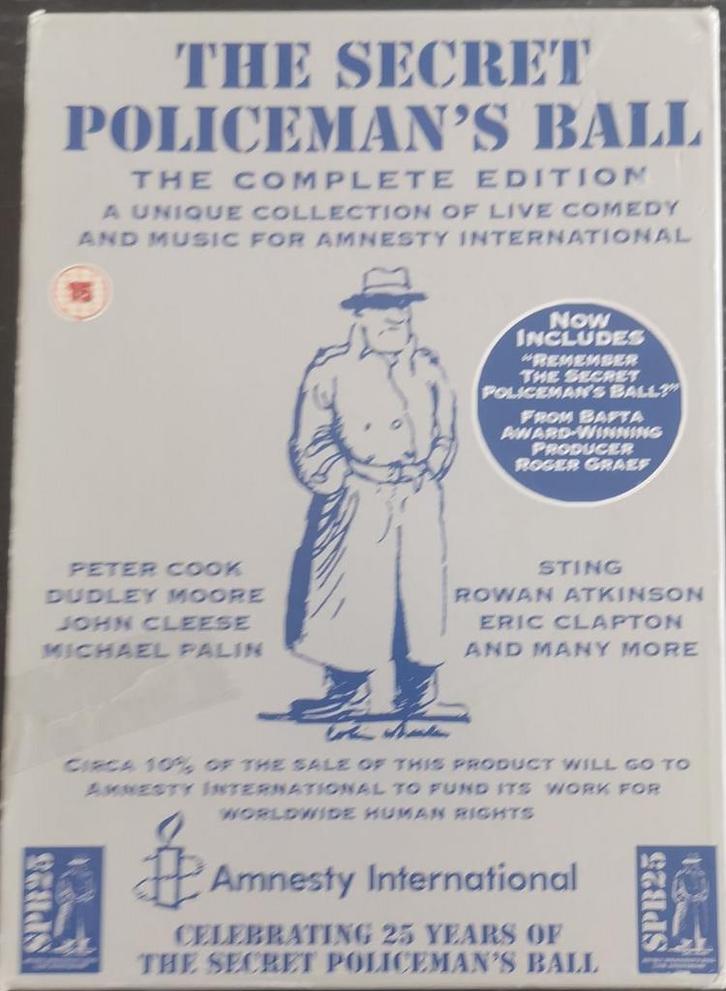 THE SECRET
POLICEMAN'S BALL
THE COMPLETE EDITION
A UNIQUE COLLECTION OF LIVE COMEDY
AND MUSIC FOR AMNESTY INTERNATIONAL
15
NOW
INCLUDES
"REMEMBER
THE SECRET
POLICEMAN'S BALL?"
FROM BAFTA
AWARD-WINNING
PRODUCER
ROGER GRAEF
PETER COOK
DUDLEY MOORE
JOHN CLEESE
MICHAEL PALIN
STING
ROWAN ATKINSON
ERIC CLAPTON
AND MANY MORE
CIRCA 10% OF THE SALE OF THIS PRODUCT WILL GO TO
AMNESTY INTERNATIONAL TO FUND ITS WORK FOR
WORLDWIDE HUMAN RIGHTS
Amnesty International
SPB25
SPB25
CELEBRATING 25 YEARS OF
THE SECRET POLICEMAN'S BALL